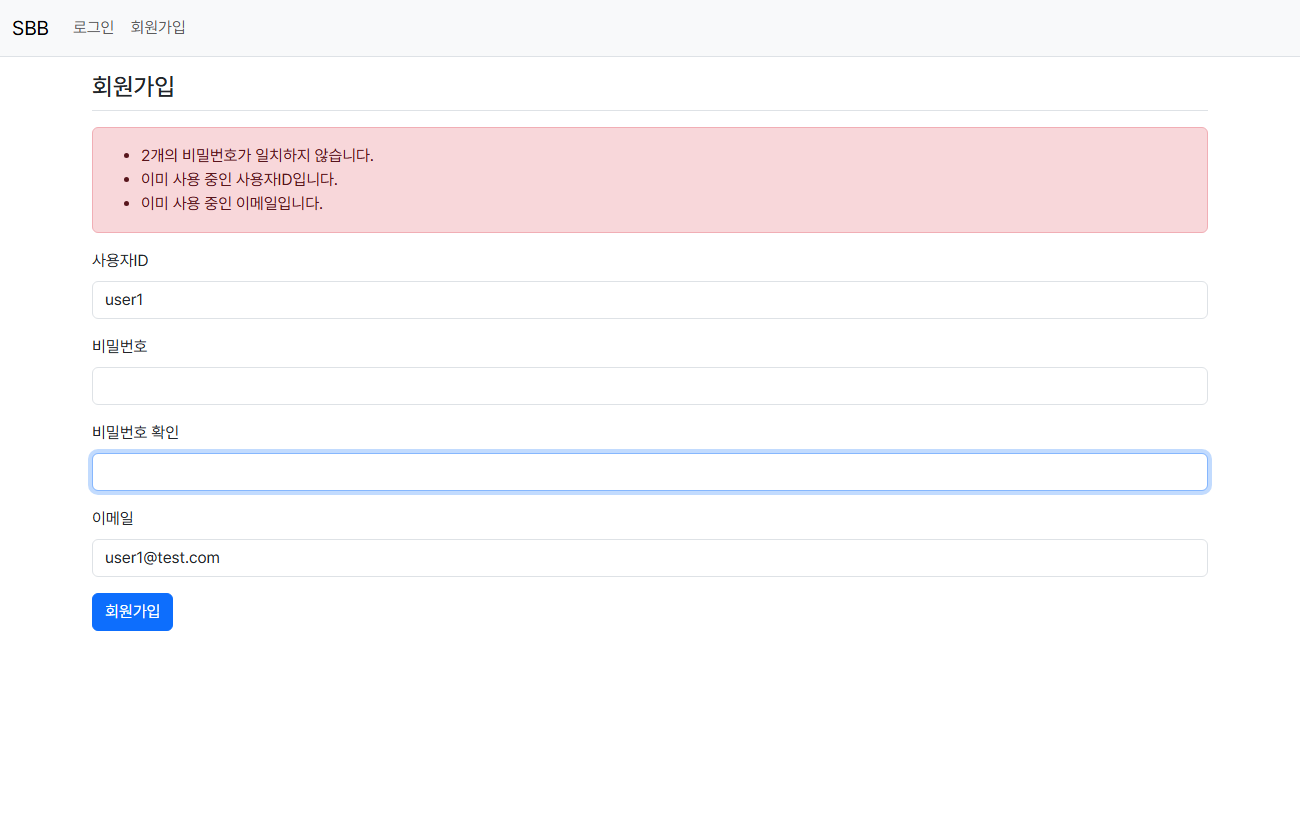 SBB 로그인 회원가입
회원가입
2개의 비밀번호가 일치하지 않습니다.
이미 사용 중인 사용자ID입니다.
이미 사용 중인 이메일입니다.
사용자ID
user1
비밀번호
비밀번호 확인
이메일
user1@test.com
회원가입